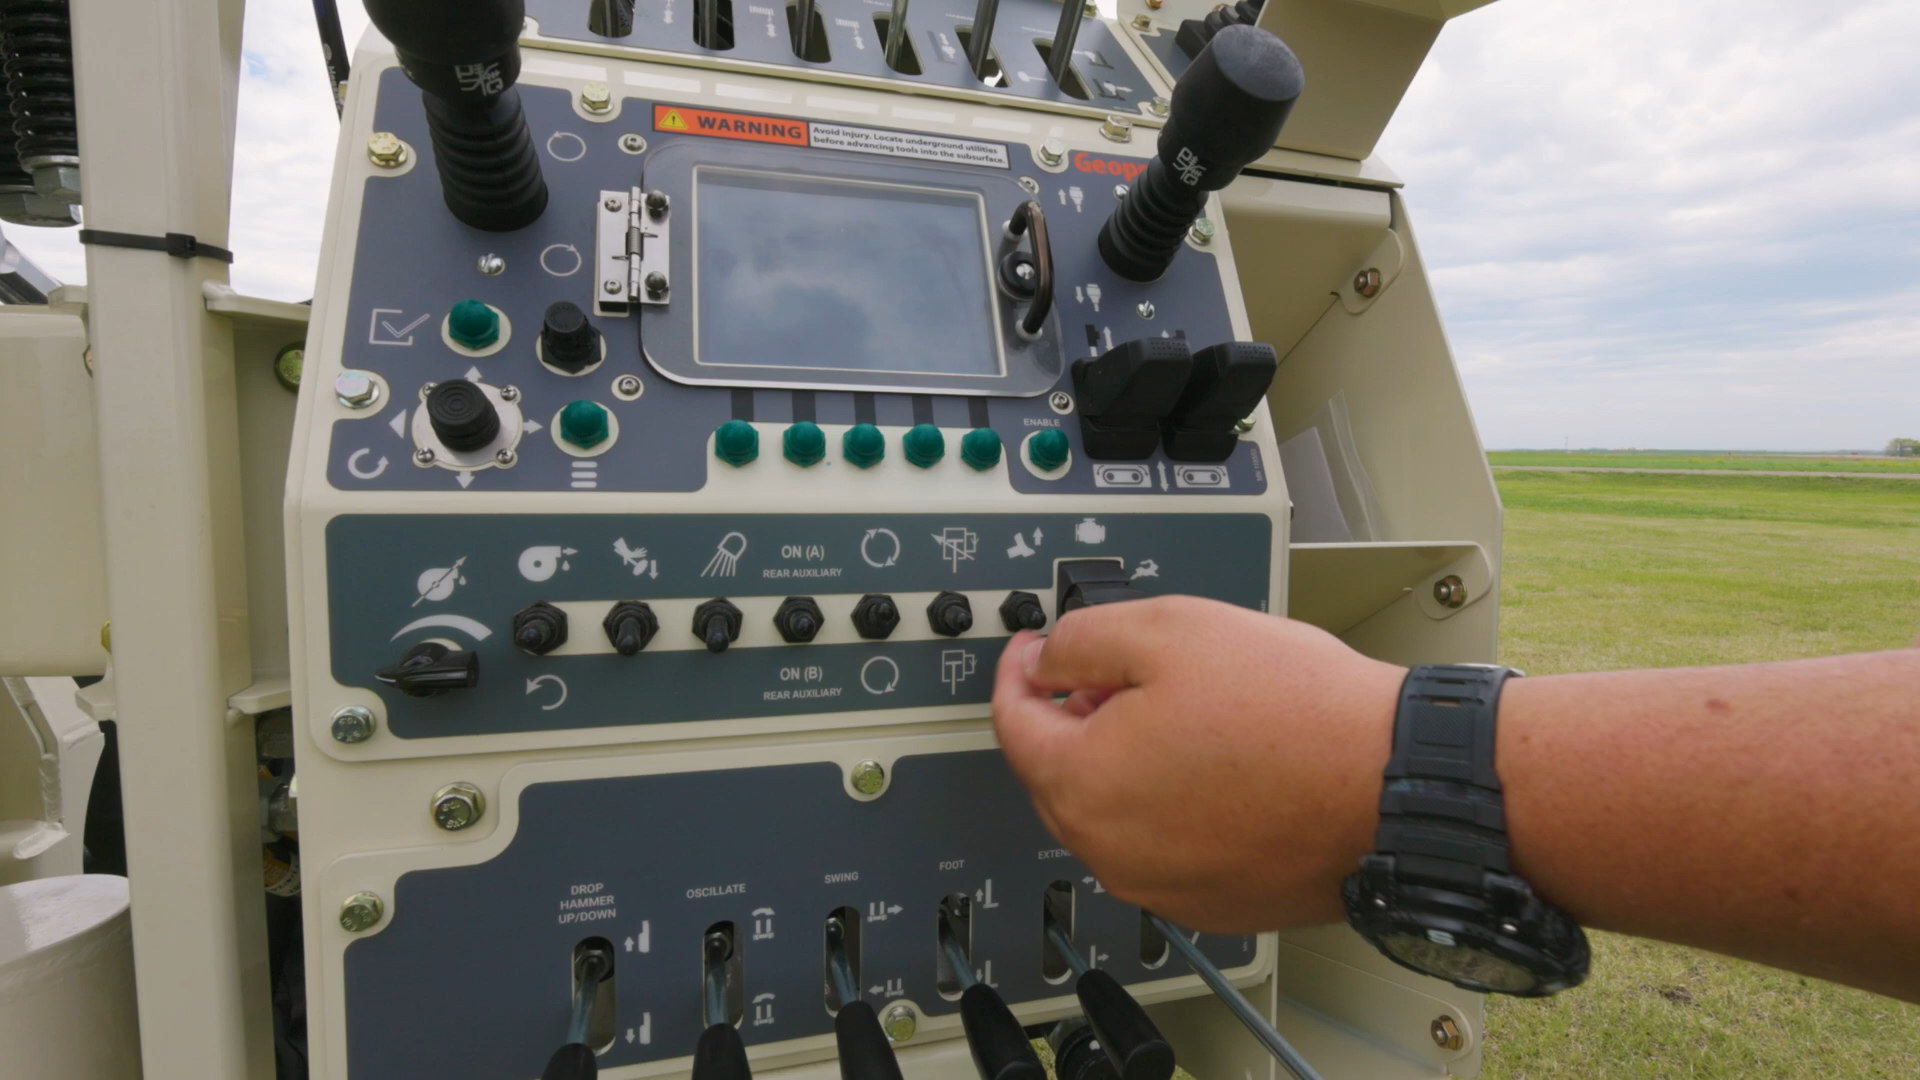 WARNING
Avoid injury. Locate underground utilities
before advancing tools into the subsurface.
ENABLE
ON (A)
REAR AUXILIARY
ON (B)
REAR AUXILIARY
DROP
HAMMER
UP/DOWN
OSCILLATE
SWING
FOOT